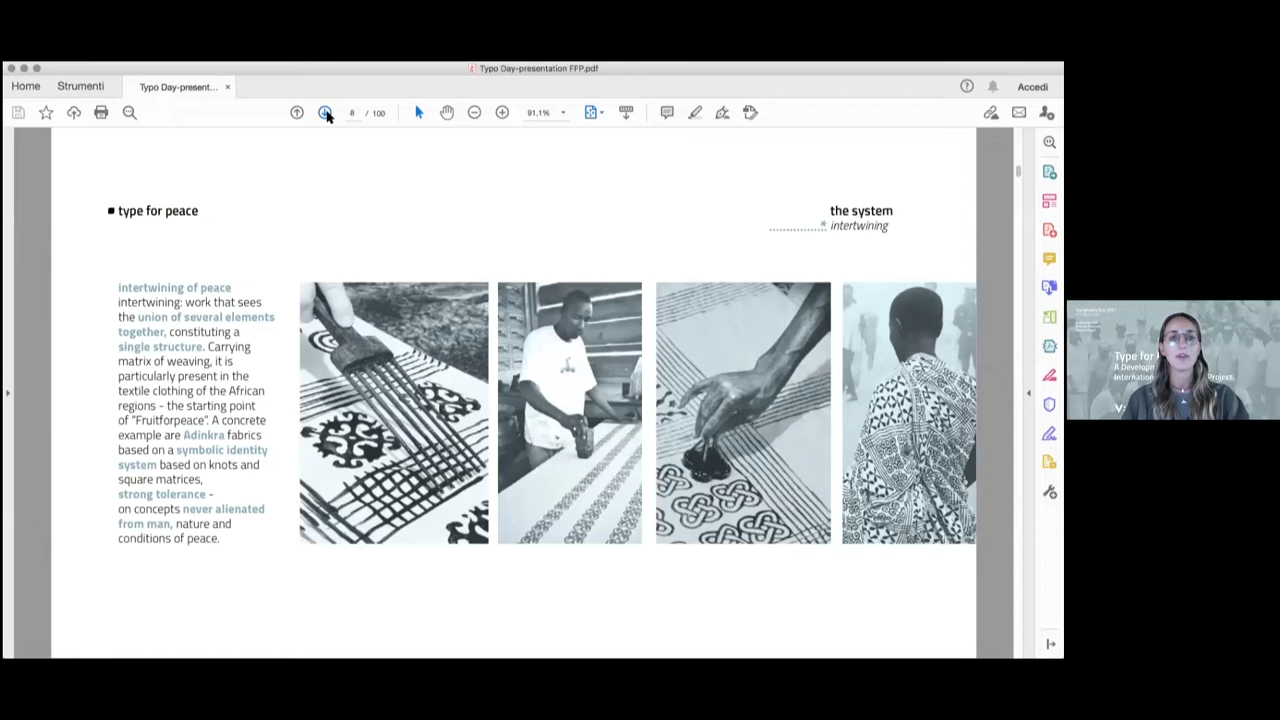 Typo Day-presentation FFP.pdf
Home
Strumenti
Typo Day-present...
Accedi
8 / 100
91,1%
type for peace
the system
intertwining
intertwining of peace
intertwining: work that sees
the union of several elements
together, constituting a
single structure. Carrying
matrix of weaving, it is
particularly present in the
textile clothing of the African
regions - the starting point
of "Fruitforpeace". A concrete
example are Adinkra fabrics
based on a symbolic identity
system based on knots and
square matrices,
strong tolerance -
on concepts never alienated
from man, nature and
conditions of peace.
Type for
A Develop
Internation
Project.